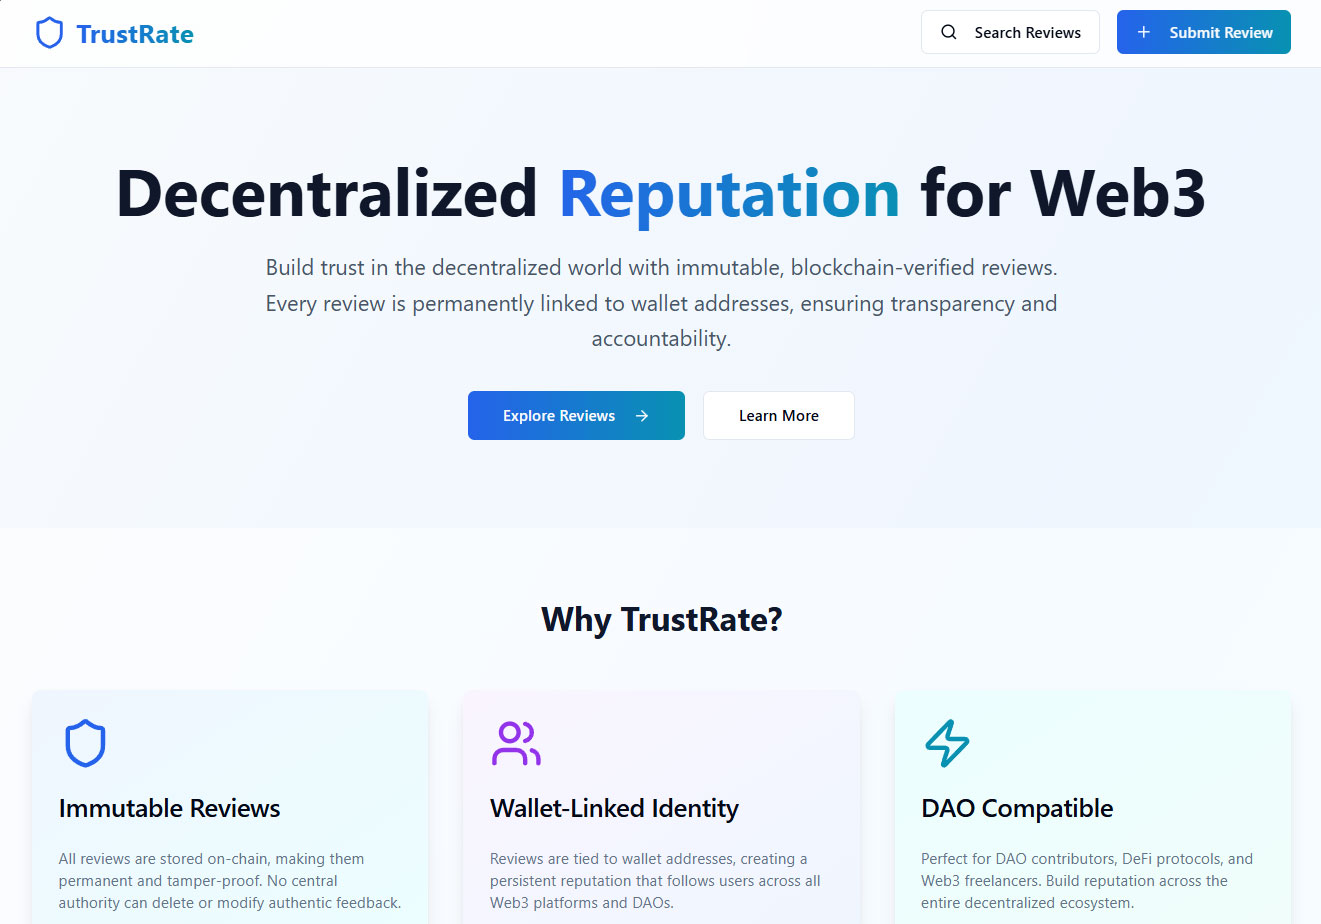 TrustRate
Search Reviews
Submit Review
Decentralized Reputation for Web3
Build trust in the decentralized world with immutable, blockchain-verified reviews.
Every review is permanently linked to wallet addresses, ensuring transparency and
accountability.
Explore Reviews
Learn More
Why TrustRate?
Immutable Reviews
All reviews are stored on-chain, making them
permanent and tamper-proof. No central
authority can delete or modify authentic feedback.
Wallet-Linked Identity
Reviews are tied to wallet addresses, creating a
persistent reputation that follows users across all
Web3 platforms and DAOs.
DAO Compatible
Perfect for DAO contributors, DeFi protocols, and
Web3 freelancers. Build reputation across the
entire decentralized ecosystem.